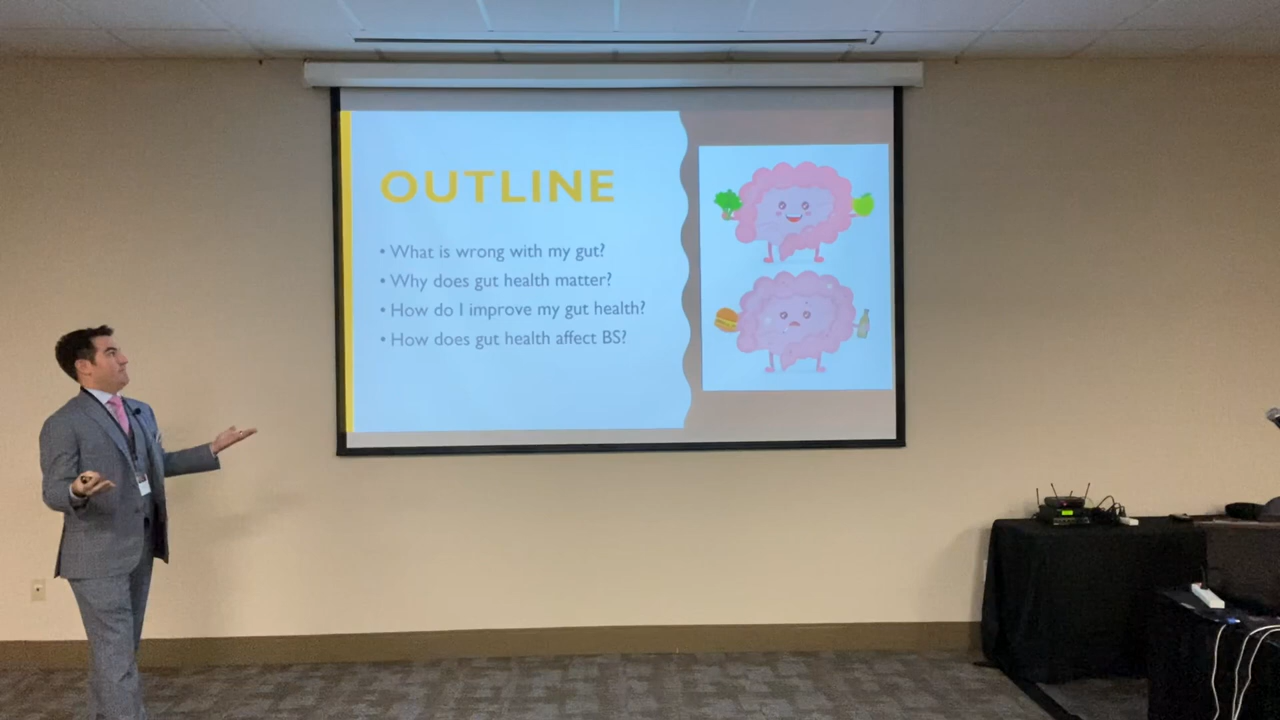 OUTLINE
• What is wrong with my gut?
• Why does gut health matter?
• How do I improve my gut health?
• How does gut health affect BS?